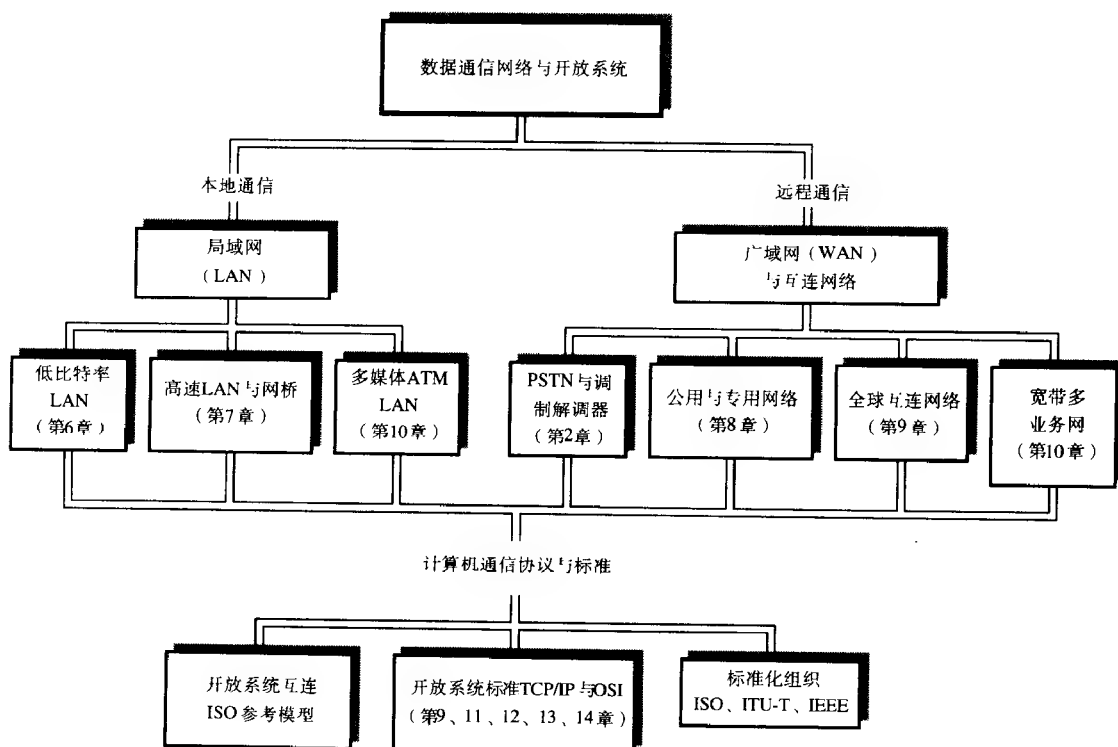 数据通信网络与开放系统
本地通信
远程通信
局域网
(LAN)
广域网(WAN)
与互连网络
低比特率
LAN
(第6章)
高速LAN与网桥
(第7章)
多媒体ATM
LAN
(第10章)
PSTN与调
制解调器
(第2章)
公用与专用网络
(第8章)
全球互连网络
(第9章)
宽带多
业务网
(第10章)
计算机通信协议与标准
开放系统互连
ISO参考模型
开放系统标准TCP/IP与OSI
(第9、11、12、13、14章)
标准化组织
ISO、ITU-T、IEEE